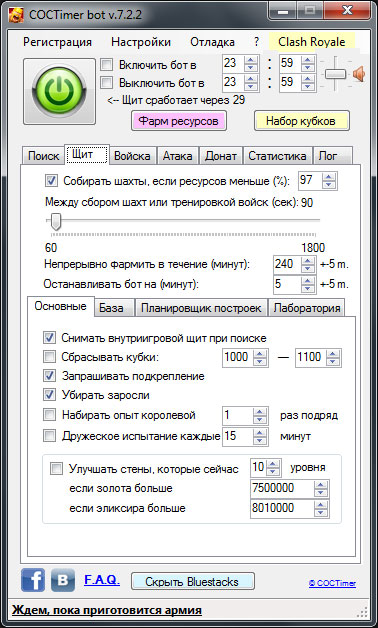 COCTimer bot v.7.2.2
Регистрация Настройки Отладка ? Clash Royale
Включить бот в 23 : 59
Выключить бот в 23 : 59
<-- Щит сработает через 29
Фарм ресурсов Набор кубков
Поиск Щит Войска Атака Донат Статистика Лог
Собирать шахты, если ресурсов меньше (%): 97
Между сбором шахт или тренировкой войск (сек): 90
60 1800
Непрерывно фармить в течение (минут): 240 +-5 m.
Останавливать бот на (минут): 5 +-5 m.
Основные База Планировщик построек Лаборатория
Снимать внутриигровой щит при поиске
Сбрасывать кубки: 1000 — 1100
Запрашивать подкрепление
Убирать заросли
Набирать опыт королевой 1 раз подряд
Дружеское испытание каждые 15 минут
Улучшать стены, которые сейчас 10 уровня
если золота больше 7500000
если эликсира больше 8010000
f B F.A.Q. Скрыть Bluestacks © COCTimer
Ждем, пока приготовится армия